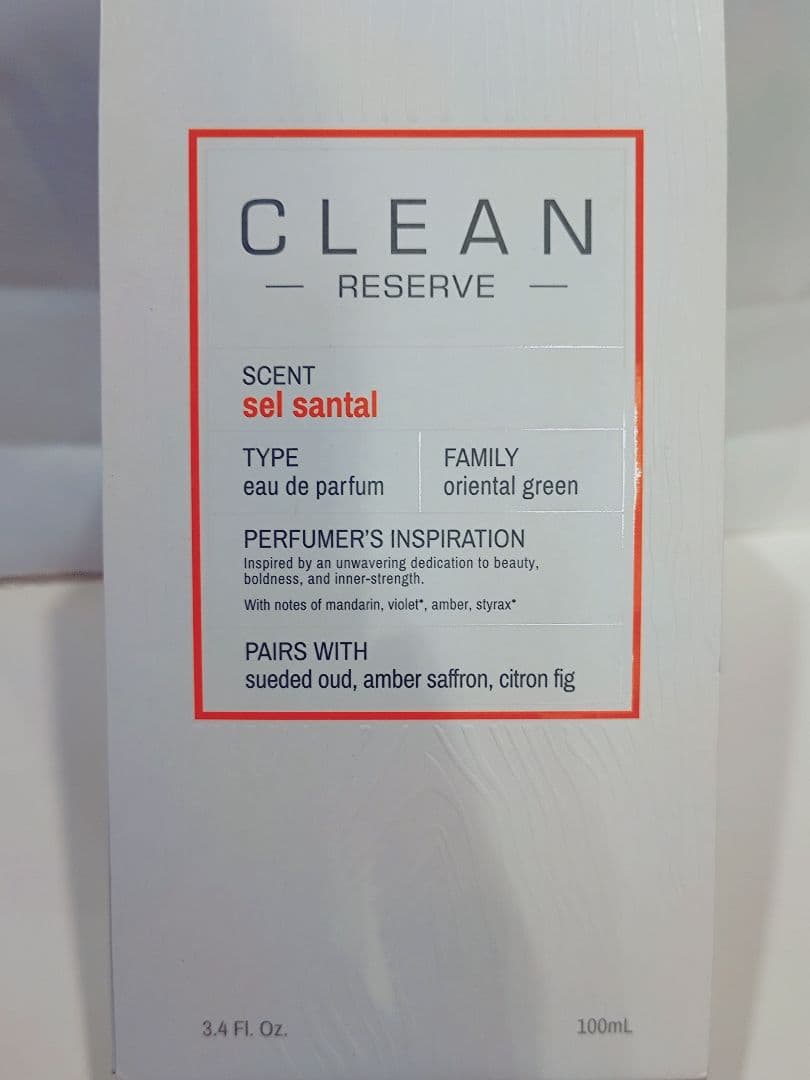 CLEAN
— RESERVE —
SCENT
sel santal
TYPE
eau de parfum
FAMILY
oriental green
PERFUMER'S INSPIRATION
Inspired by an unwavering dedication to beauty,
boldness, and inner-strength.
With notes of mandarin, violet*, amber, styrax*
PAIRS WITH
sueded oud, amber saffron, citron fig
3.4 Fl. Oz.
100mL